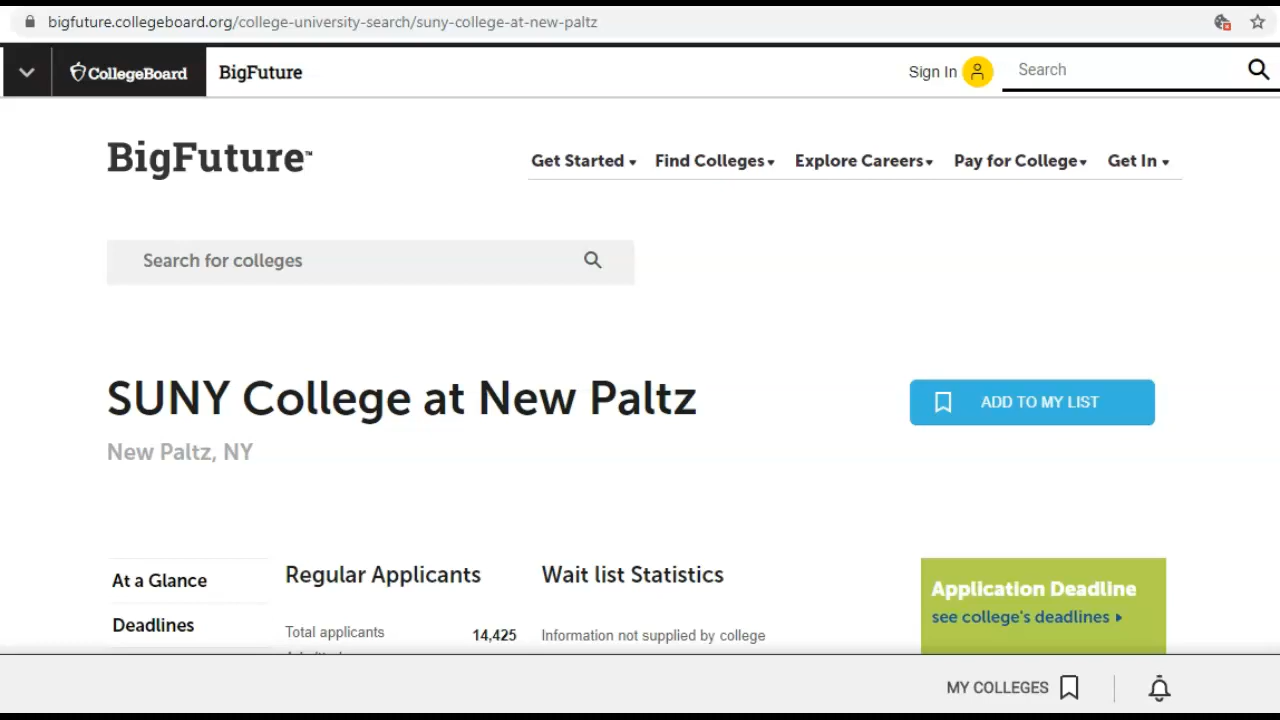 bigfuture.collegeboard.org/college-university-search/suny-college-at-new-paltz
CollegeBoard BigFuture Sign In Search
BigFuture™ Get Started Find Colleges Explore Careers Pay for College Get In
Search for colleges
SUNY College at New Paltz
ADD TO MY LIST
New Paltz, NY
At a Glance
Deadlines
Regular Applicants
Total applicants 14,425
Wait list Statistics
Information not supplied by college
Application Deadline
see college's deadlines
MY COLLEGES